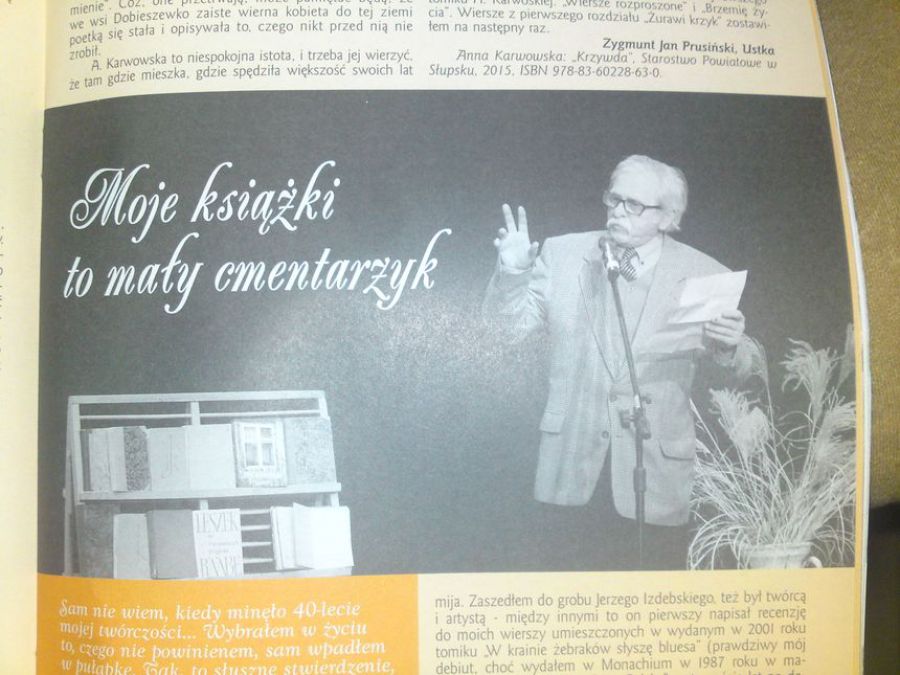 mienie". Cóż, one przetrwają, może pamiętać będą, że
we wsi Dobieszewko zaiste wierna kobieta do tej ziemi
poetką się stała i opisywała to, czego nikt przed nią nie
zrobił.
A. Karwowska to niespokojna istota, i trzeba jej wierzyć,
że tam gdzie mieszka, gdzie spędziła większość swoich lat
tomiku A. Karwoskiej. „Wiersze rozproszone" i „Brzemię ży-
cia". Wiersze z pierwszego rozdziału „Żurawi krzyk" zostawi-
łem na następny raz.
Zygmunt Jan Prusiński, Ustka
Anna Karwowska: „Krzywda", Starostwo Powiatowe w
Słupsku, 2015, ISBN 978-83-60228-63-0.
Moje książki
to mały cmentarzyk
LESZEK
BAKUŁA
Sam nie wiem, kiedy minęło 40-lecie
mojej twórczości... Wybrałem w życiu
to, czego nie powinienem, sam wpadłem
w pułapkę. Tak, to słuszne stwierdzenie,
mija. Zaszedłem do grobu Jerzego Izdebskiego, też był twórcą
i artystą - między innymi to on pierwszy napisał recenzję
do moich wierszy umieszczonych w wydanym w 2001 roku
tomiku „W krainie żebraków słyszę bluesa" (prawdziwy mój
debiut, choć wydałem w Monachium w 1987 roku w ma-